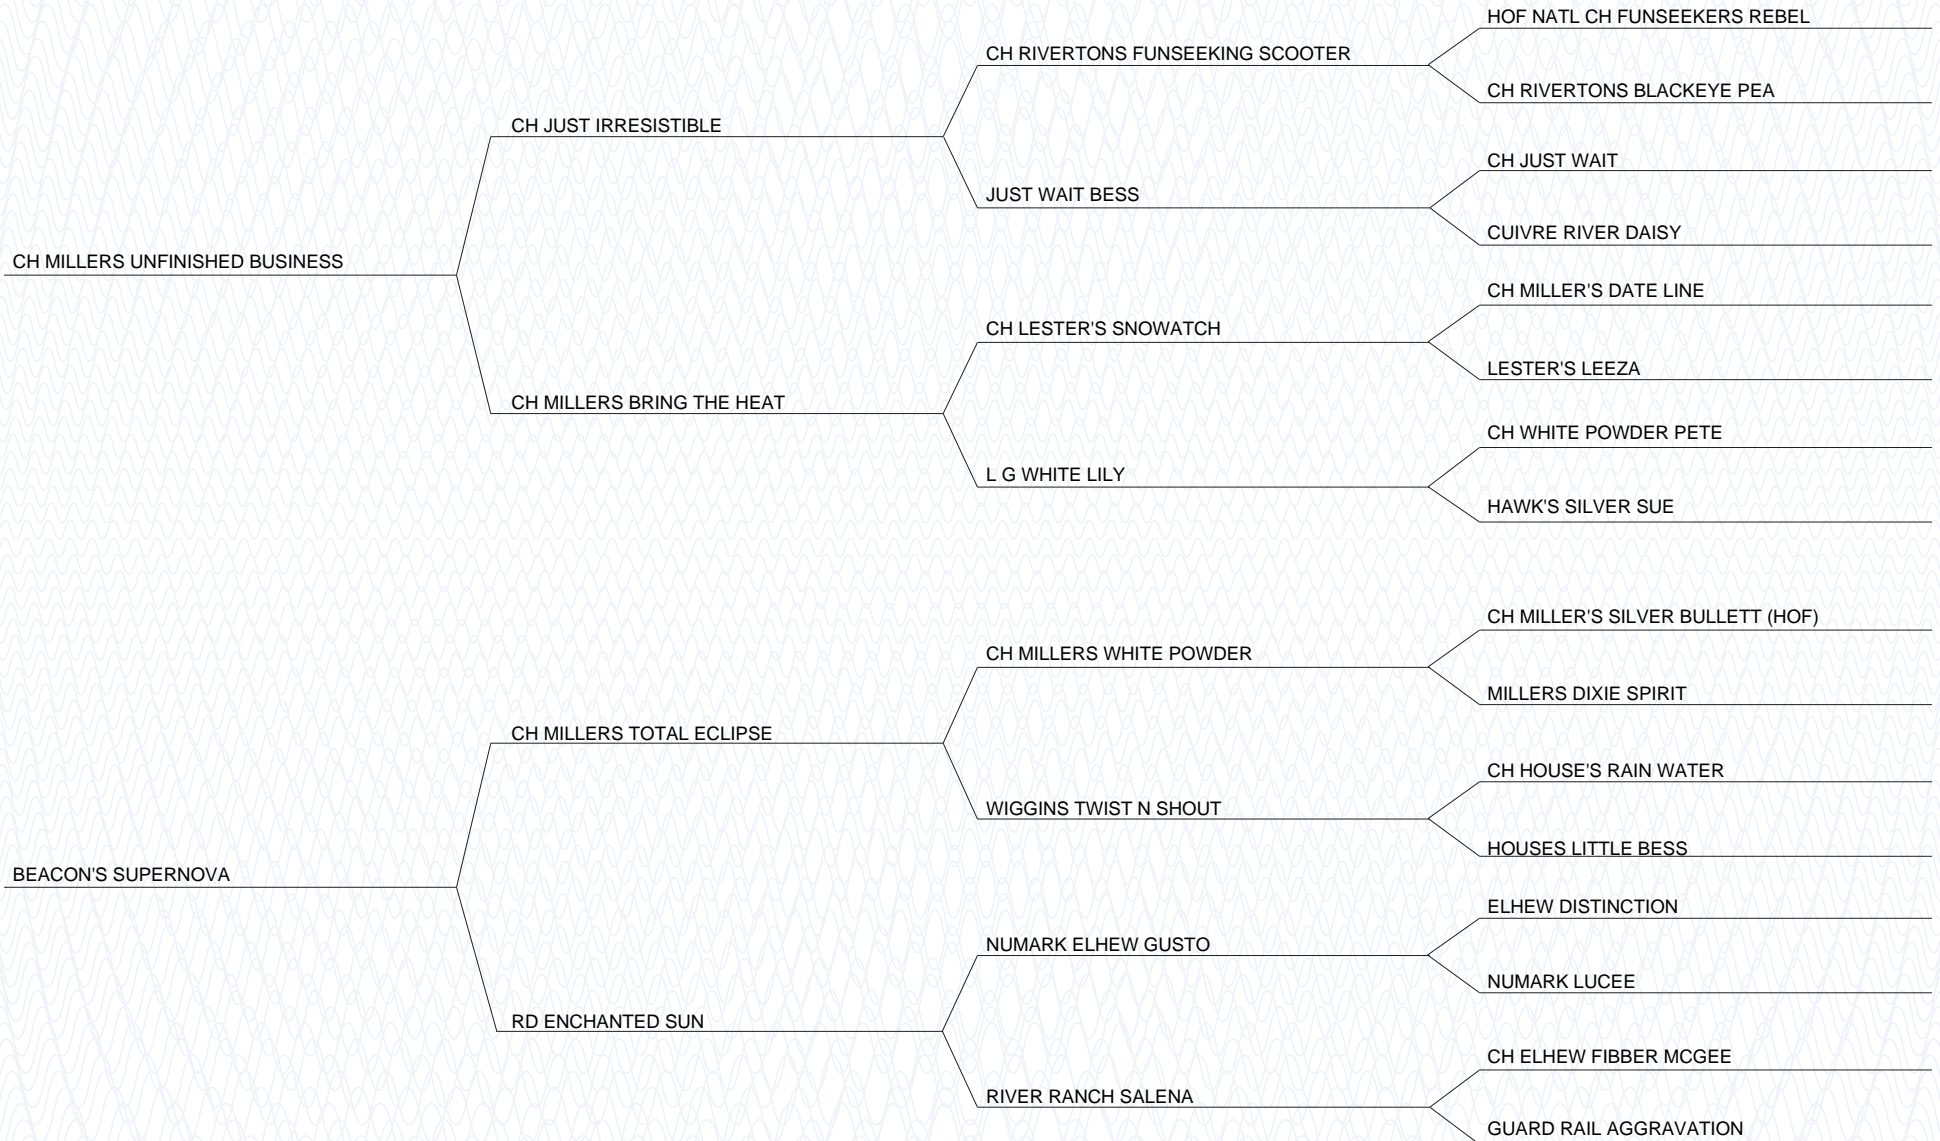 HOF NATL CH FUNSEEKERS REBEL
CH RIVERTONS FUNSEEKING SCOOTER
CH RIVERTONS BLACKEYE PEA
CH JUST IRRESISTIBLE
CH JUST WAIT
JUST WAIT BESS
CUIVRE RIVER DAISY
CH MILLERS UNFINISHED BUSINESS
CH MILLER'S DATE LINE
CH LESTER'S SNOWATCH
LESTER'S LEEZA
CH MILLERS BRING THE HEAT
CH WHITE POWDER PETE
L G WHITE LILY
HAWK'S SILVER SUE
CH MILLER'S SILVER BULLETT (HOF)
CH MILLERS WHITE POWDER
MILLERS DIXIE SPIRIT
CH MILLERS TOTAL ECLIPSE
CH HOUSE'S RAIN WATER
WIGGINS TWIST N SHOUT
HOUSES LITTLE BESS
BEACON'S SUPERNOVA
ELHEW DISTINCTION
NUMARK ELHEW GUSTO
NUMARK LUCEE
RD ENCHANTED SUN
CH ELHEW FIBBER MCGEE
RIVER RANCH SALENA
GUARD RAIL AGGRAVATION